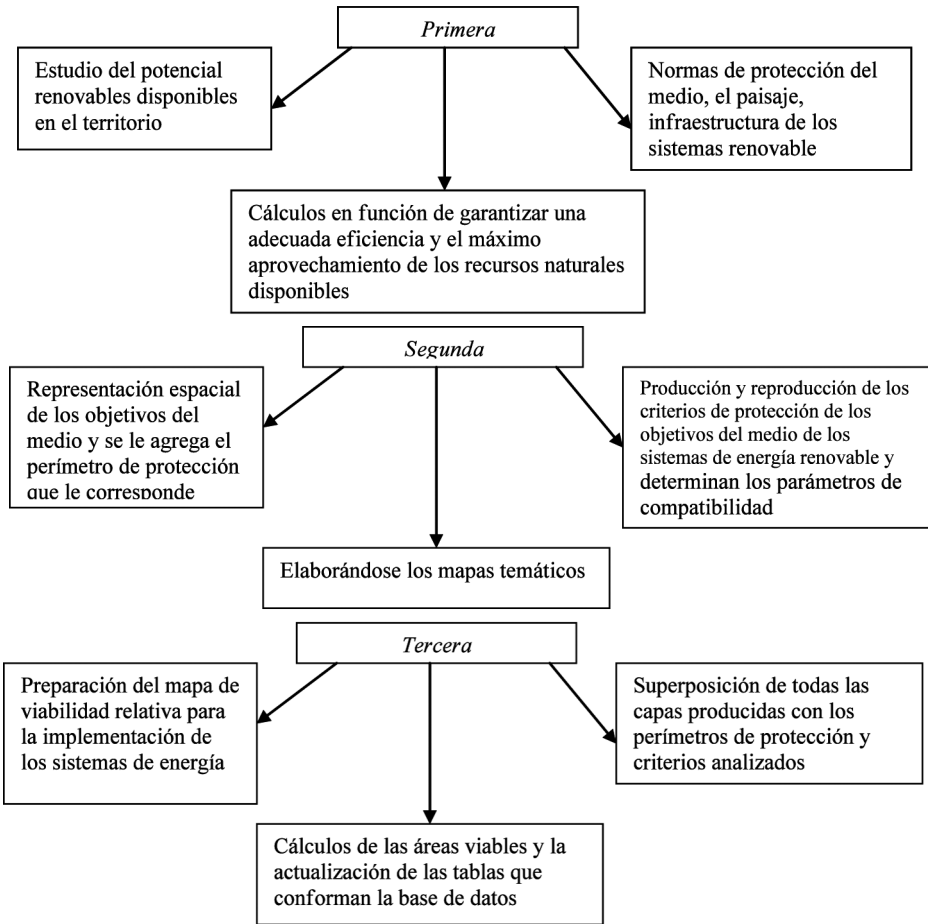 Primera
Estudio del potencial
renovables disponibles
en el territorio
Normas de protección del
medio, el paisaje,
infraestructura de los
sistemas renovable
Cálculos en función de garantizar una
adecuada eficiencia y el máximo
aprovechamiento de los recursos naturales
disponibles
Segunda
Representación espacial
de los objetivos del
medio y se le agrega el
perímetro de protección
que le corresponde
Producción y reproducción de los
criterios de protección de los
objetivos del medio de los
sistemas de energía renovable y
determinan los parámetros de
compatibilidad
Elaborándose los mapas temáticos
Tercera
Preparación del mapa de
viabilidad relativa para
la implementación de
los sistemas de energía
Superposición de todas las
capas producidas con los
perímetros de protección y
criterios analizados
Cálculos de las áreas viables y la
actualización de las tablas que
conforman la base de datos